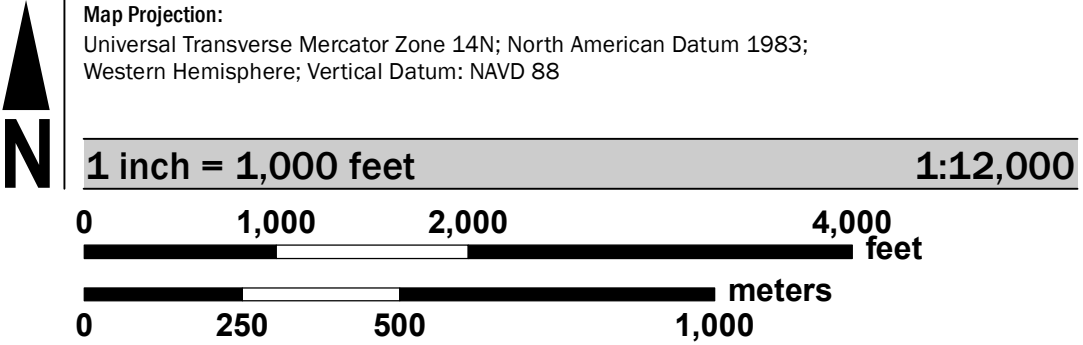 Map Projection:
Universal Transverse Mercator Zone 14N; North American Datum 1983;
Western Hemisphere; Vertical Datum: NAVD 88
N
1 inch = 1,000 feet 1:12,000
0 1,000 2,000 4,000
feet
meters
0 250 500 1,000